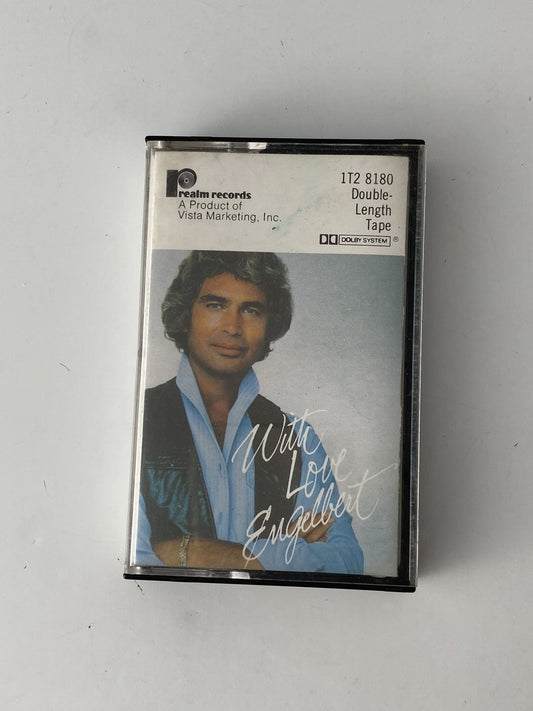 r
realm records
A Product of
Vista Marketing, Inc.
1T2 8180
Double-
Length
Tape
DOLBY SYSTEM ®
With
Love
Engelbert